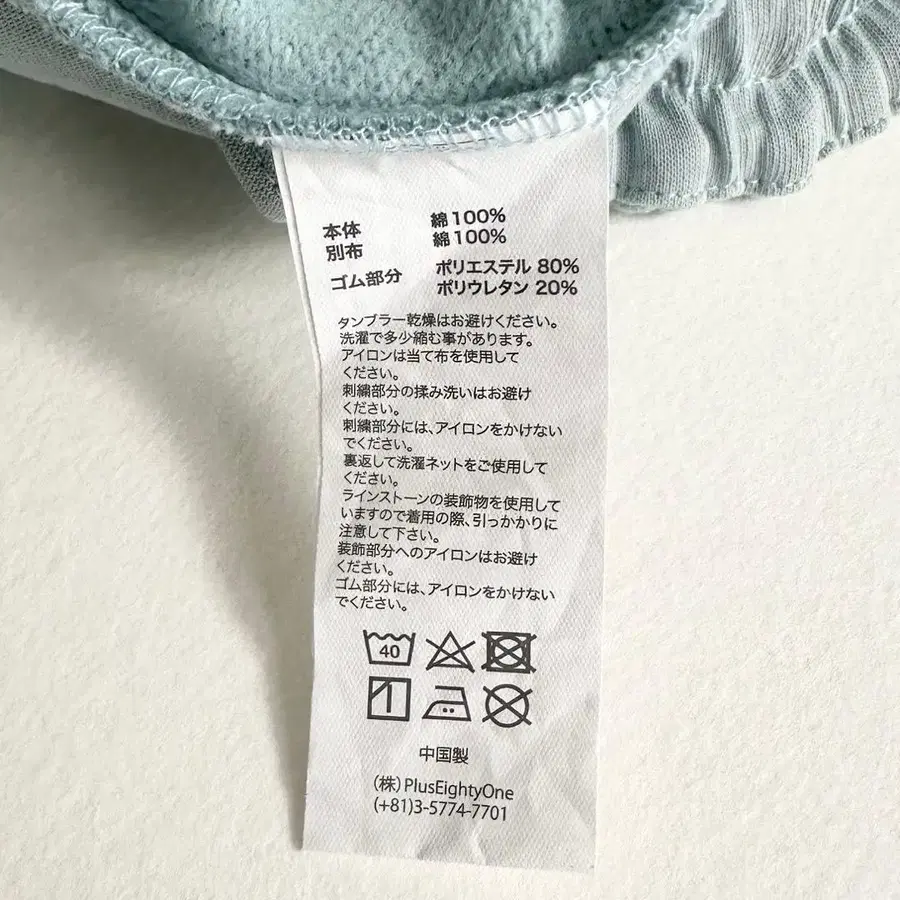 本体 綿100%
別布 綿100%
ゴム部分 ポリエステル 80%
ポリウレタン 20%
タンブラー乾燥はお避けください。
洗濯で多少縮む事があります。
アイロンは当て布を使用して
ください。
刺繍部分の揉み洗いはお避け
ください。
刺繍部分には、アイロンをかけない
でください。
裏返して洗濯ネットをご使用して
ください。
ラインストーンの装飾物を使用して
いますので着用の際、引っかかりに
注意して下さい。
装飾部分へのアイロンはお避け
ください。
ゴム部分には、アイロンをかけない
でください。
40
中国製
(株)PlusEightyOne
(+81)3-5774-7701